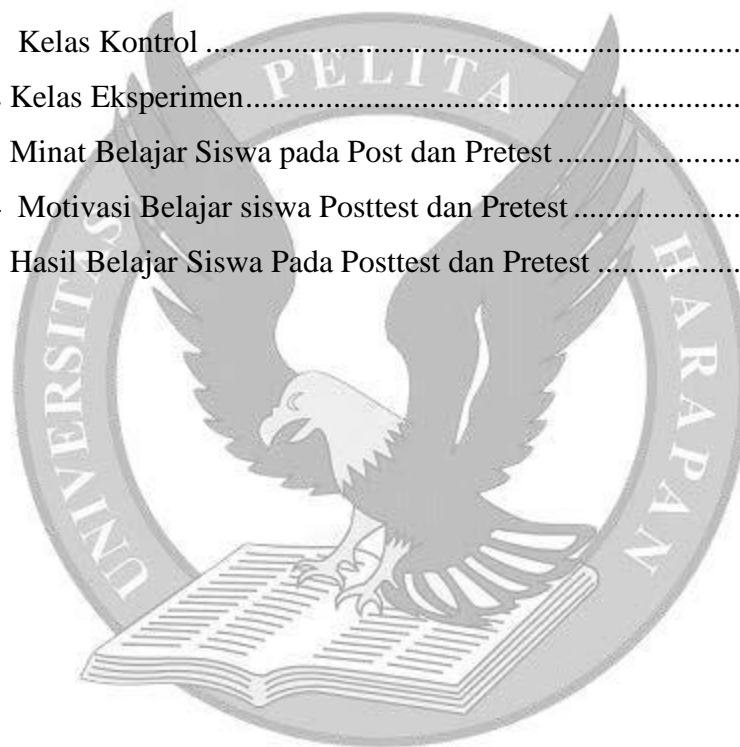 Kelas Kontrol ....................................................................
Kelas Eksperimen..............................................................
Minat Belajar Siswa pada Post dan Pretest .......................
Motivasi Belajar siswa Posttest dan Pretest .....................
Hasil Belajar Siswa Pada Posttest dan Pretest ..................
UNIVERSITAS PELITA HARAPAN